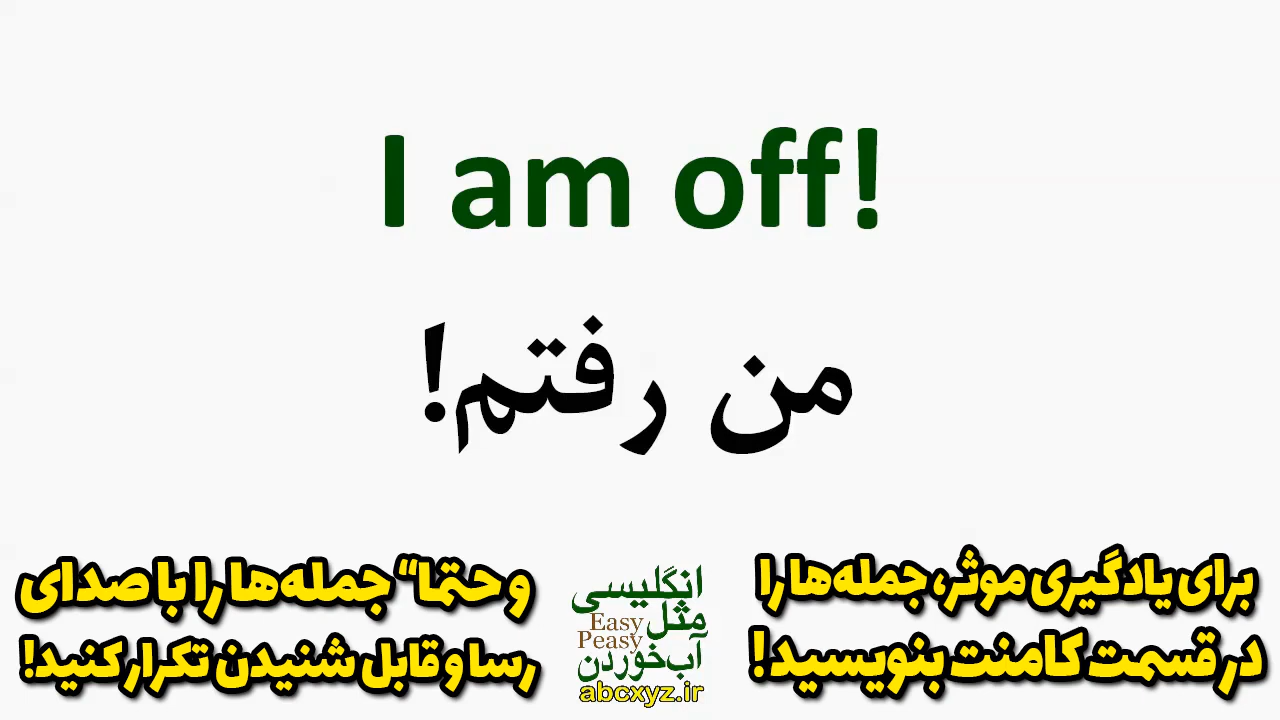 I am off!
من رفتم!
برای یادگیری موثر، جمله‌ها را
در قسمت کامنت بنویسید!
انگلیسی
مثل
Easy
Peasy
آب خوردن
abcxyz.ir
و حتما“ جمله‌ها را با صدای
رسا و قابل شنیدن تکرار کنید!